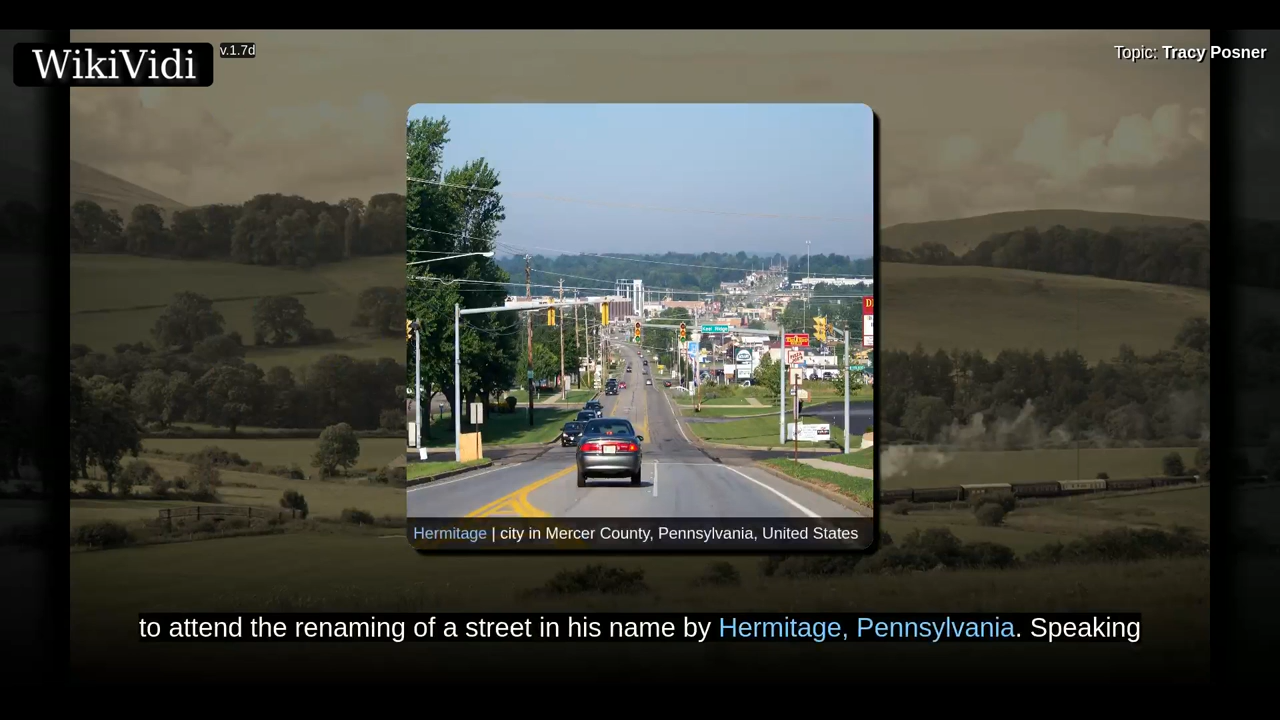 WikiVidi
v.1.7d
Topic: Tracy Posner
Hermitage | city in Mercer County, Pennsylvania, United States
to attend the renaming of a street in his name by Hermitage, Pennsylvania. Speaking